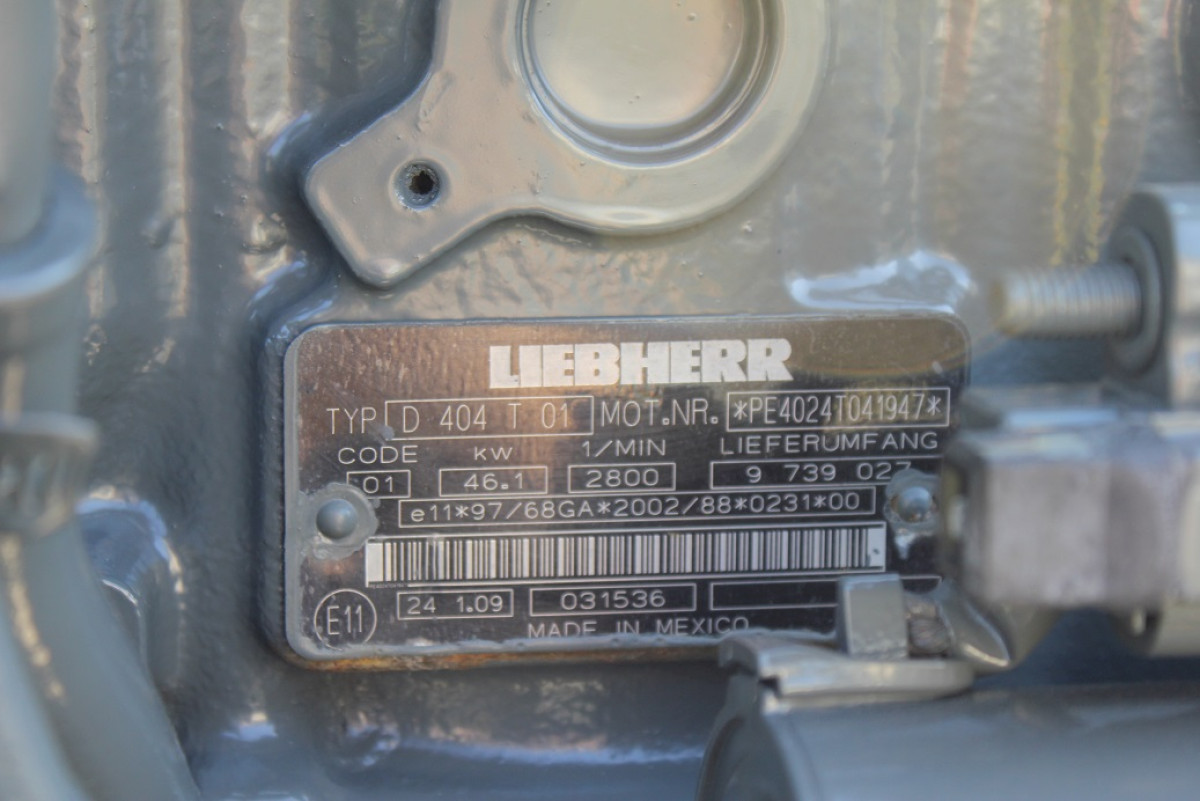 LIEBHERR
TYP D 404 T 01 MOT.NR. *PE4024T041947*
CODE KW 1/MIN LIEFERUMFANG
01 46.1 2800 9 739 027
e11*97/68GA*2002/88*0231*00
E11 24 1.09 031536
MADE IN MEXICO